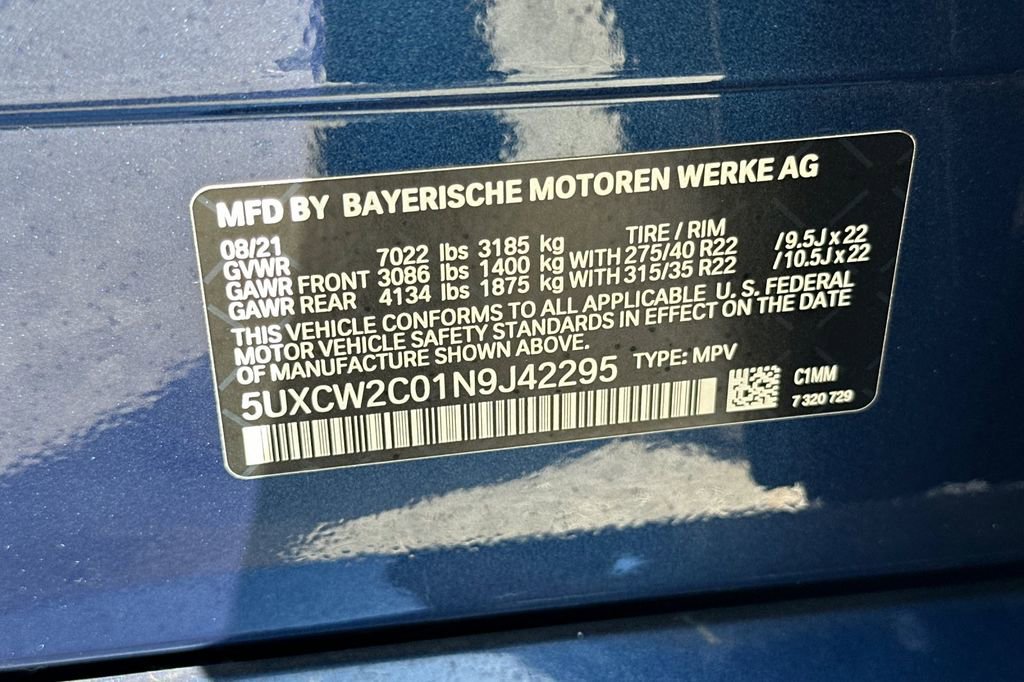 MFD BY BAYERISCHE MOTOREN WERKE AG
08/21 TIRE / RIM
GVWR 7022 lbs 3185 kg
GAWR FRONT 3086 lbs 1400 kg WITH 275/40 R22 /9.5J x 22
GAWR REAR 4134 lbs 1875 kg WITH 315/35 R22 /10.5J x 22
THIS VEHICLE CONFORMS TO ALL APPLICABLE U. S. FEDERAL
MOTOR VEHICLE SAFETY STANDARDS IN EFFECT ON THE DATE
OF MANUFACTURE SHOWN ABOVE.
5UXCW2C01N9J42295 TYPE: MPV
C1MM
7 320 729